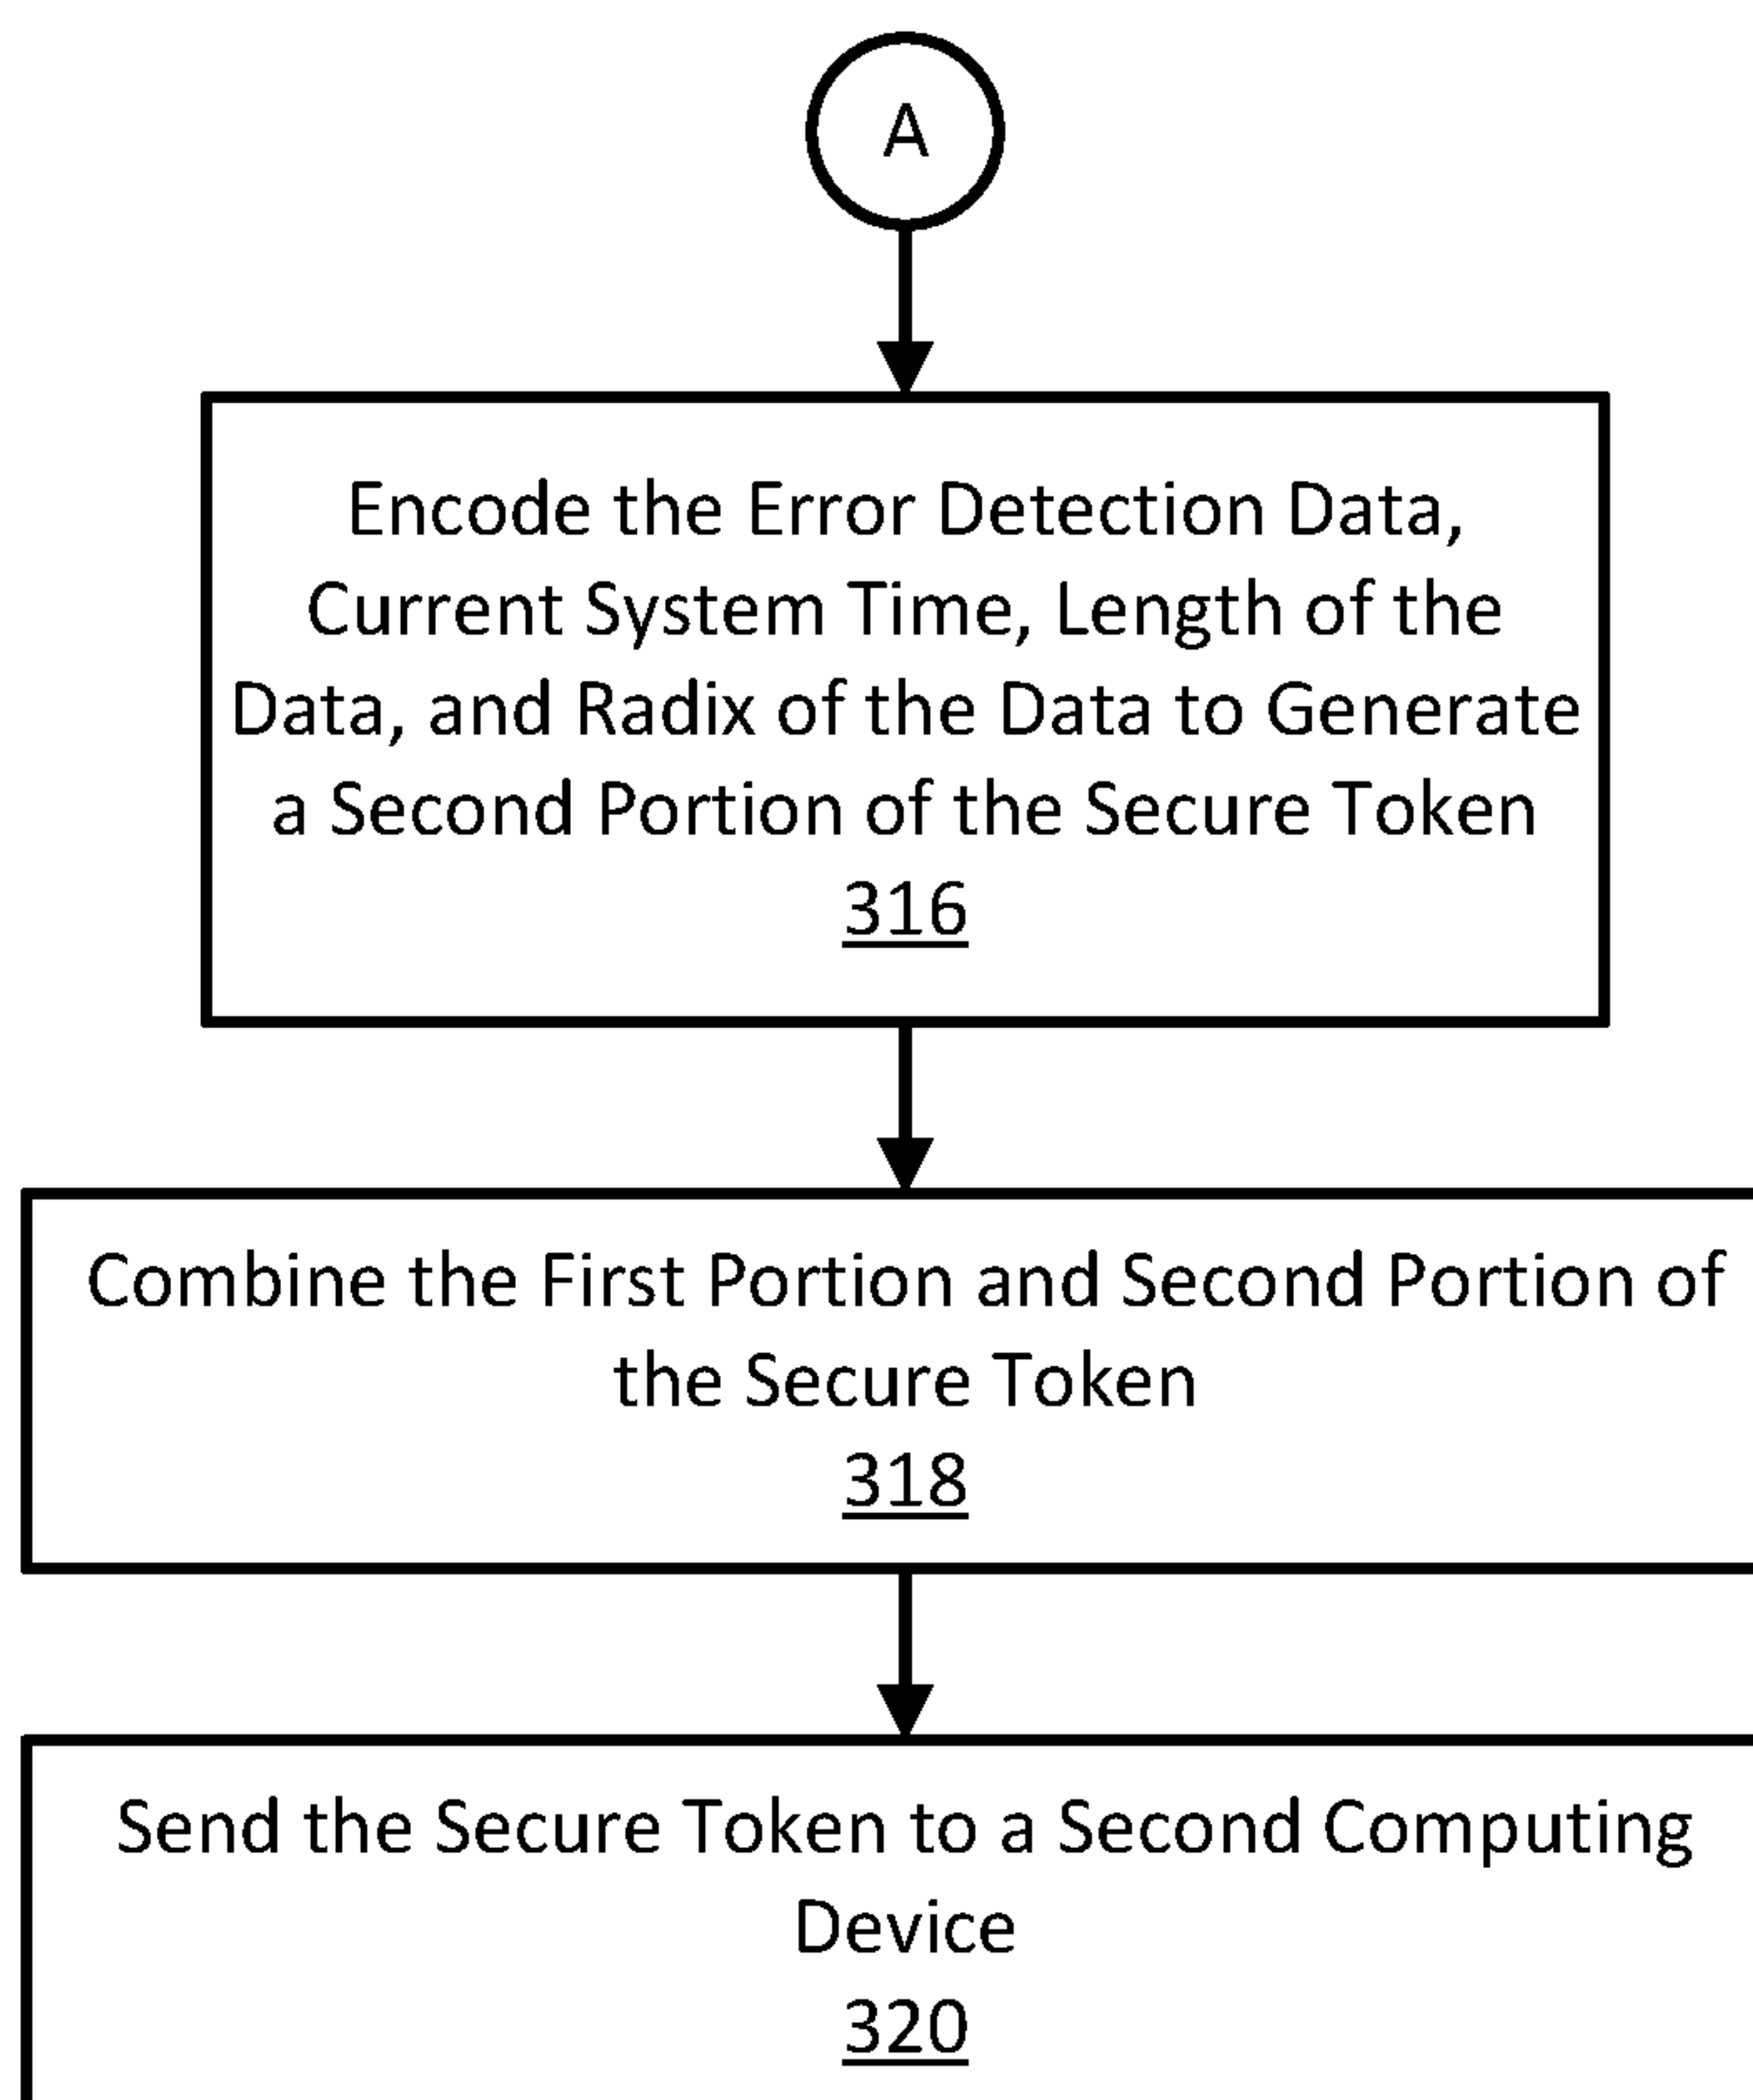 A
Encode the Error Detection Data,
Current System Time, Length of the
Data, and Radix of the Data to Generate
a Second Portion of the Secure Token
316
Combine the First Portion and Second Portion of
the Secure Token
318
Send the Secure Token to a Second Computing
Device
320